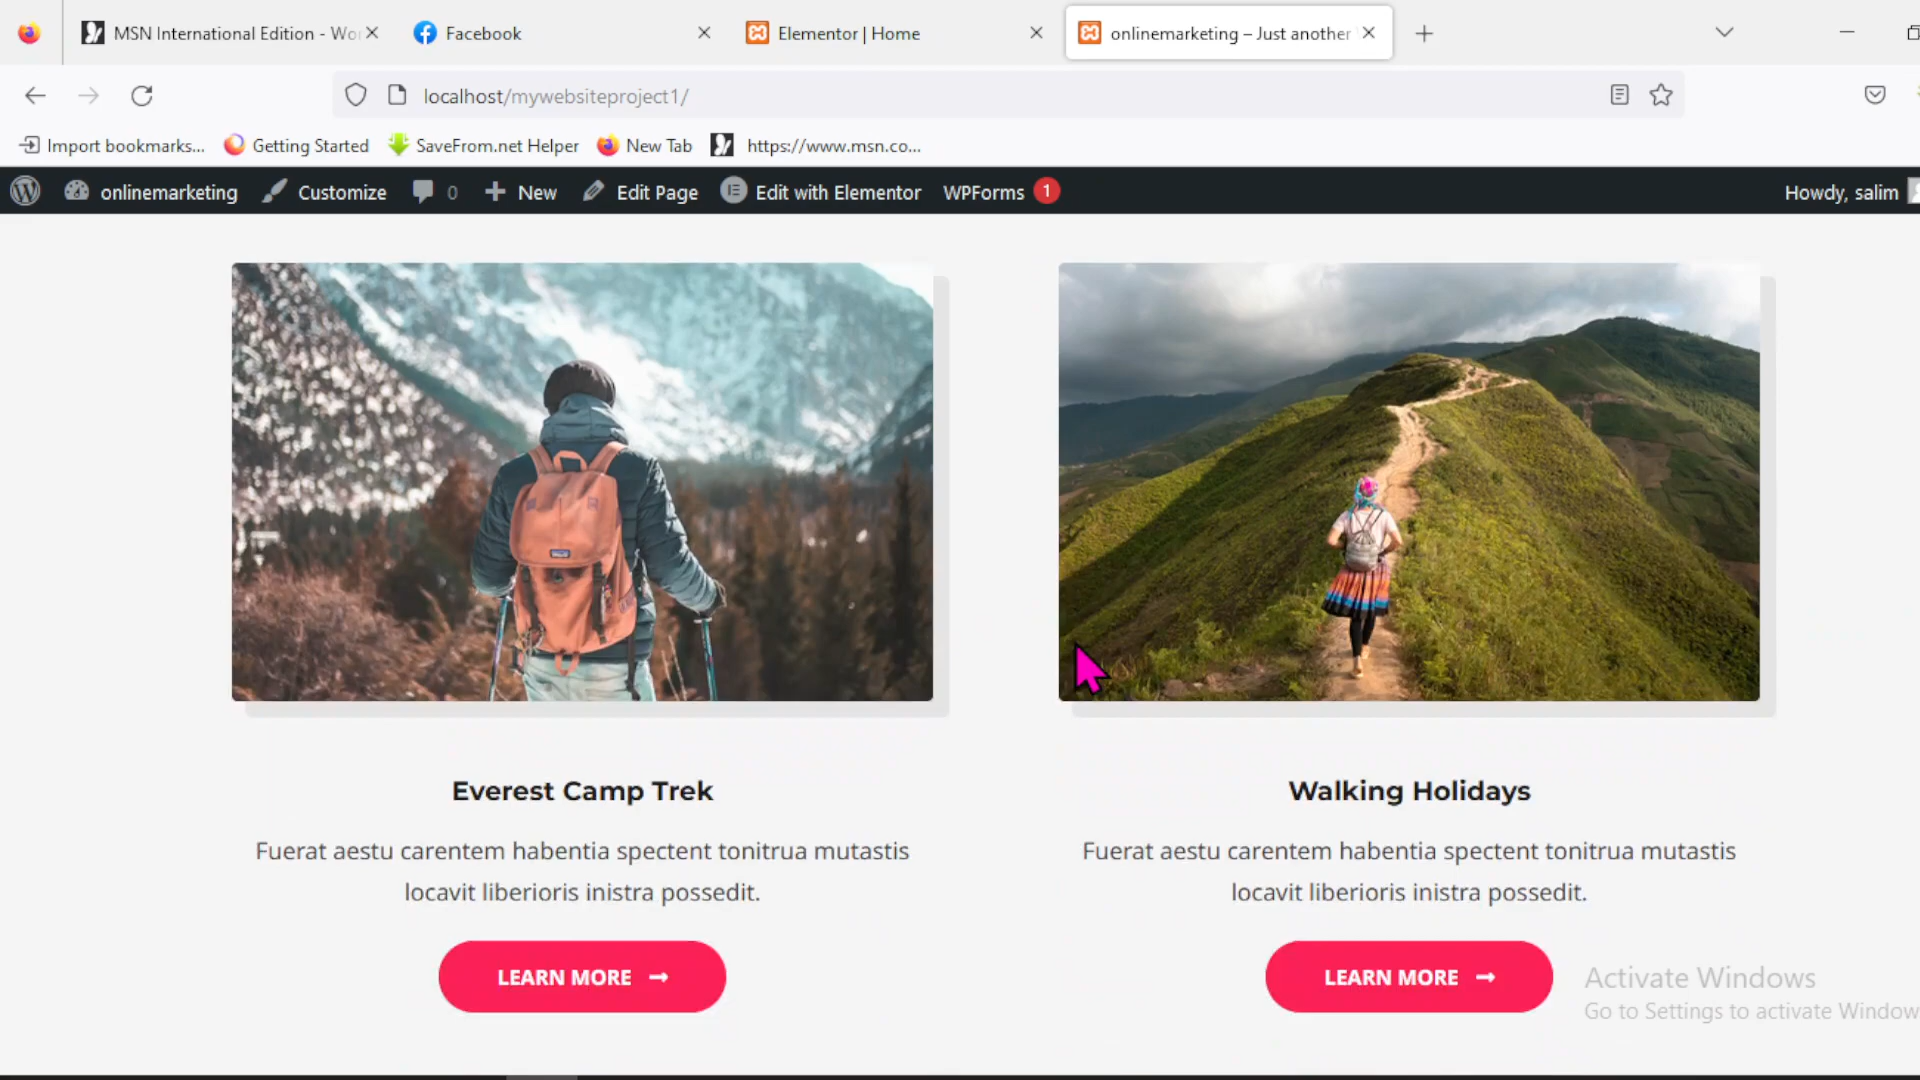 MSN International Edition - Wo
Facebook
Elementor | Home
onlinemarketing – Just another
localhost/mywebsiteproject1/
Import bookmarks...
Getting Started
SaveFrom.net Helper
New Tab
https://www.msn.co...
onlinemarketing
Customize
0
New
Edit Page
Edit with Elementor
WPForms
1
Howdy, salim
Everest Camp Trek
Walking Holidays
Fuerat aestu carentem habentia spectent tonitrua mutastis
locavit liberioris inistra possedit.
Fuerat aestu carentem habentia spectent tonitrua mutastis
locavit liberioris inistra possedit.
LEARN MORE →
LEARN MORE →
Activate Windows
Go to Settings to activate Window